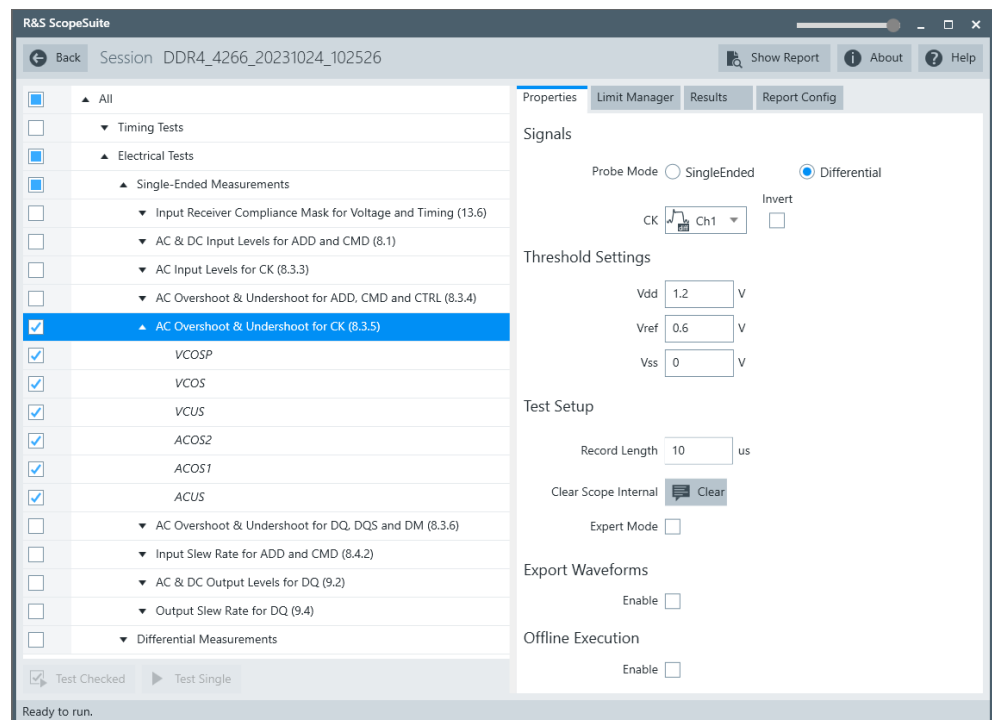 R&S ScopeSuite
Back Session DDR4_4266_20231024_102526 Show Report About Help
All
Timing Tests
Electrical Tests
Single-Ended Measurements
Input Receiver Compliance Mask for Voltage and Timing (13.6)
AC & DC Input Levels for ADD and CMD (8.1)
AC Input Levels for CK (8.3.3)
AC Overshoot & Undershoot for ADD, CMD and CTRL (8.3.4)
AC Overshoot & Undershoot for CK (8.3.5)
VCOSP
VCOS
VCUS
ACOS2
ACOS1
ACUS
AC Overshoot & Undershoot for DQ, DQS and DM (8.3.6)
Input Slew Rate for ADD and CMD (8.4.2)
AC & DC Output Levels for DQ (9.2)
Output Slew Rate for DQ (9.4)
Differential Measurements
Test Checked Test Single
Properties Limit Manager Results Report Config
Signals
Probe Mode SingleEnded Differential
Invert
CK diff Ch1
Threshold Settings
Vdd 1.2 V
Vref 0.6 V
Vss 0 V
Test Setup
Record Length 10 us
Clear Scope Internal Clear
Expert Mode
Export Waveforms
Enable
Offline Execution
Enable
Ready to run.